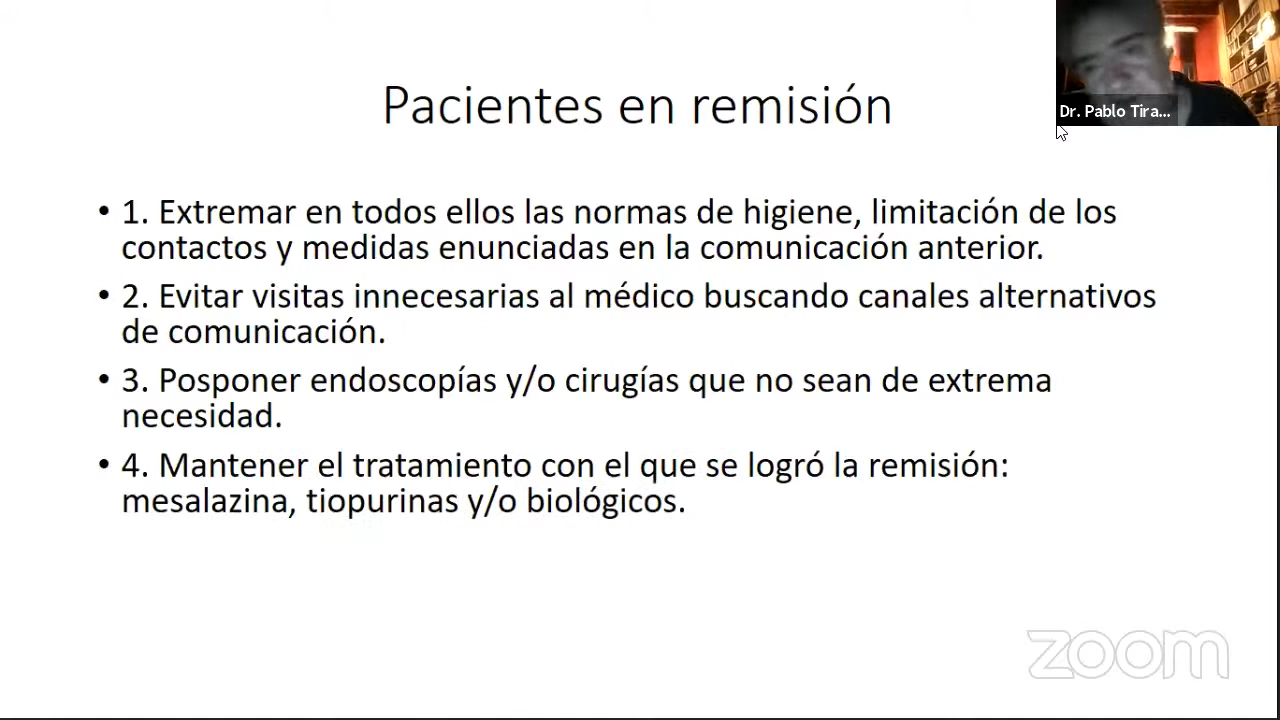 Pacientes en remisión
Dr. Pablo Tira...
• 1. Extremar en todos ellos las normas de higiene, limitación de los
contactos y medidas enunciadas en la comunicación anterior.
• 2. Evitar visitas innecesarias al médico buscando canales alternativos
de comunicación.
• 3. Posponer endoscopías y/o cirugías que no sean de extrema
necesidad.
• 4. Mantener el tratamiento con el que se logró la remisión:
mesalazina, tiopurinas y/o biológicos.
zoom